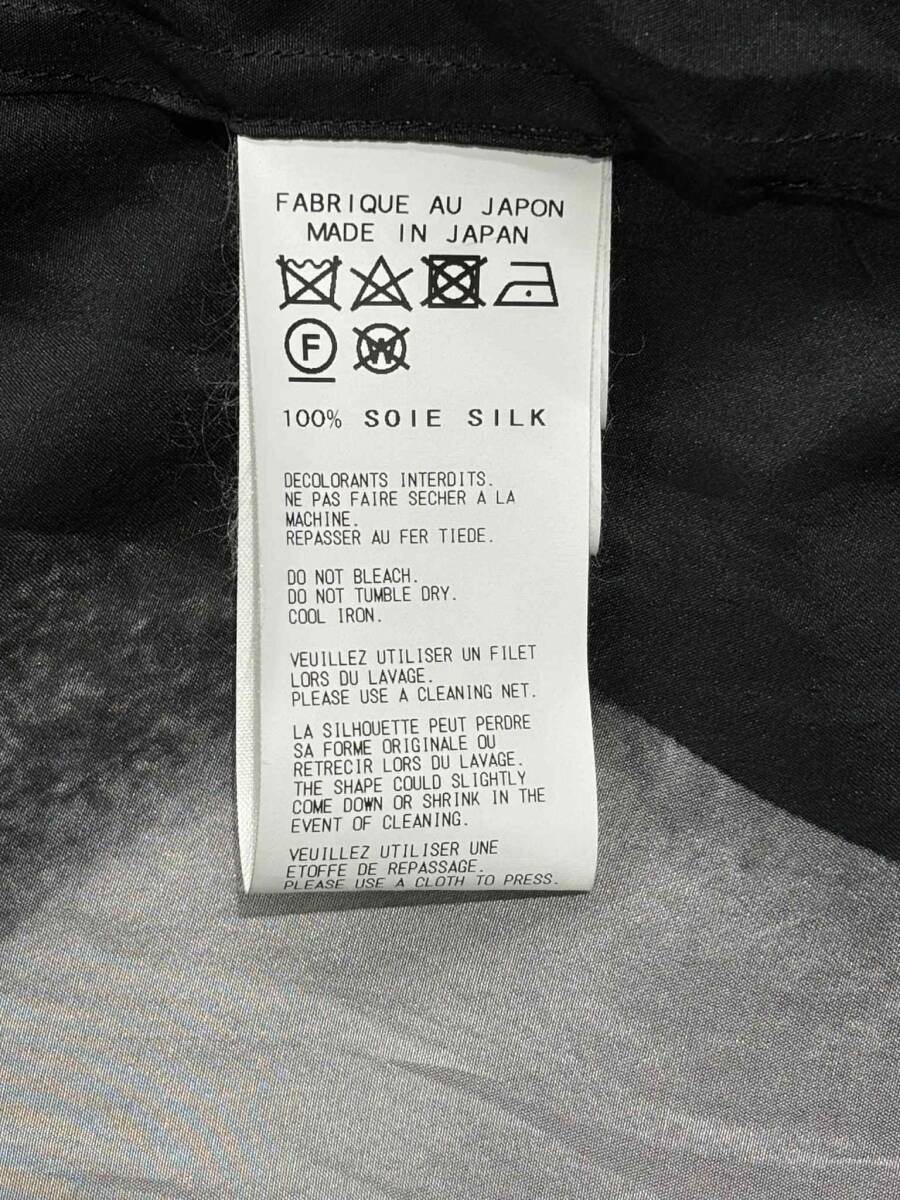 FABRIQUE AU JAPON
MADE IN JAPAN
F W
100% SOIE SILK
DECOLORANTS INTERDITS.
NE PAS FAIRE SECHER A LA
MACHINE.
REPASSER AU FER TIEDE.
DO NOT BLEACH.
DO NOT TUMBLE DRY.
COOL IRON.
VEUILLEZ UTILISER UN FILET
LORS DU LAVAGE.
PLEASE USE A CLEANING NET.
LA SILHOUETTE PEUT PERDRE
SA FORME ORIGINALE OU
RETRECIR LORS DU LAVAGE.
THE SHAPE COULD SLIGHTLY
COME DOWN OR SHRINK IN THE
EVENT OF CLEANING.
VEUILLEZ UTILISER UNE
ETOFFE DE REPASSAGE.
PLEASE USE A CLOTH TO PRESS.